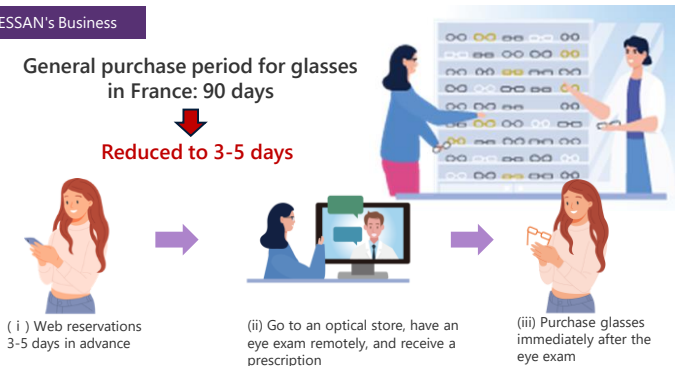 ESSAN's Business
General purchase period for glasses
in France: 90 days
Reduced to 3-5 days
( i ) Web reservations
3-5 days in advance
(ii) Go to an optical store, have an
eye exam remotely, and receive a
prescription
(iii) Purchase glasses
immediately after the
eye exam